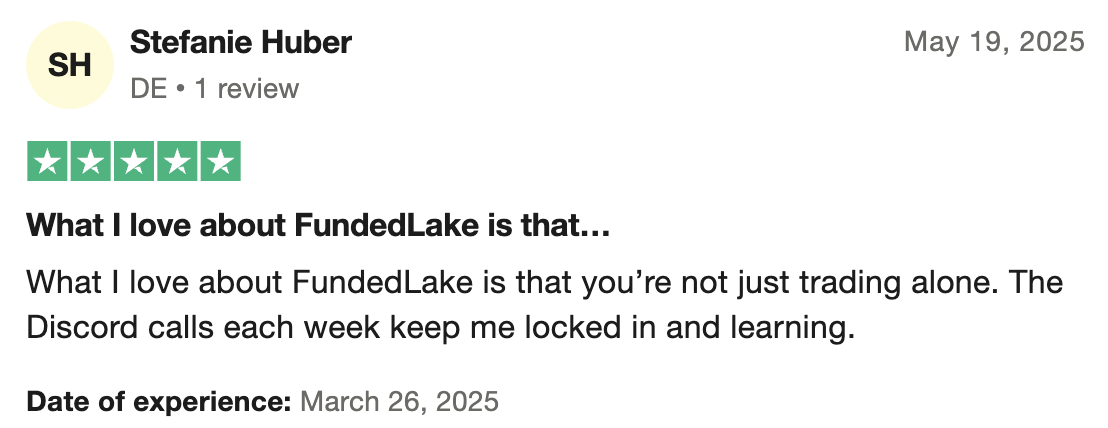 SH
Stefanie Huber
May 19, 2025
DE • 1 review
What I love about FundedLake is that…
What I love about FundedLake is that you’re not just trading alone. The
Discord calls each week keep me locked in and learning.
Date of experience: March 26, 2025